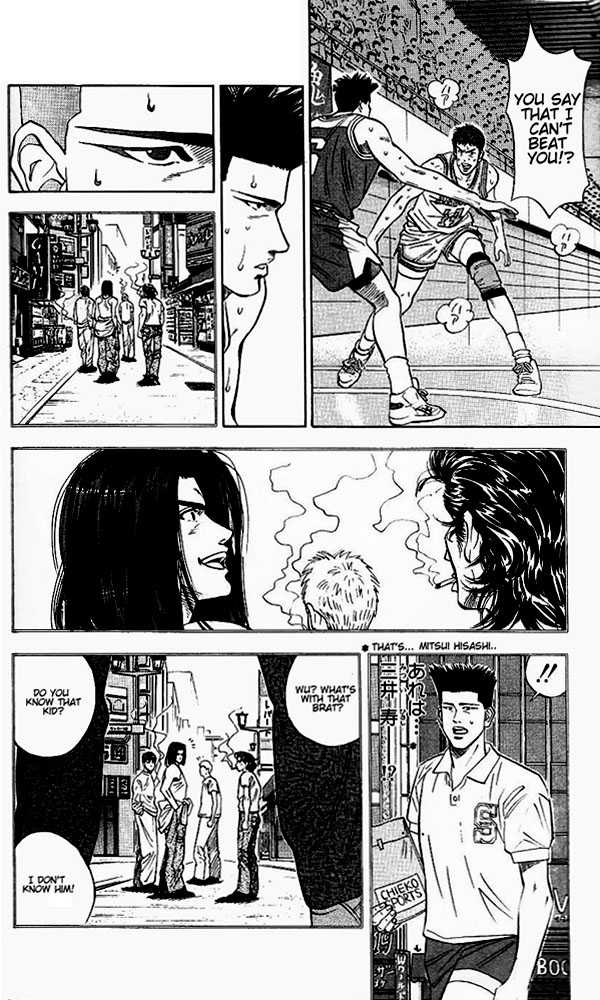 YOU SAY
THAT I
CAN'T
BEAT
YOU!?
* THAT'S... MITSUI HISASHI..
!!
あれは…*
三井 寿
!?
WU? WHAT'S
WITH THAT
BRAT?
DO YOU
KNOW THAT
KID?
I DON'T
KNOW HIM!
CHIEKO
SPORTS
BOO